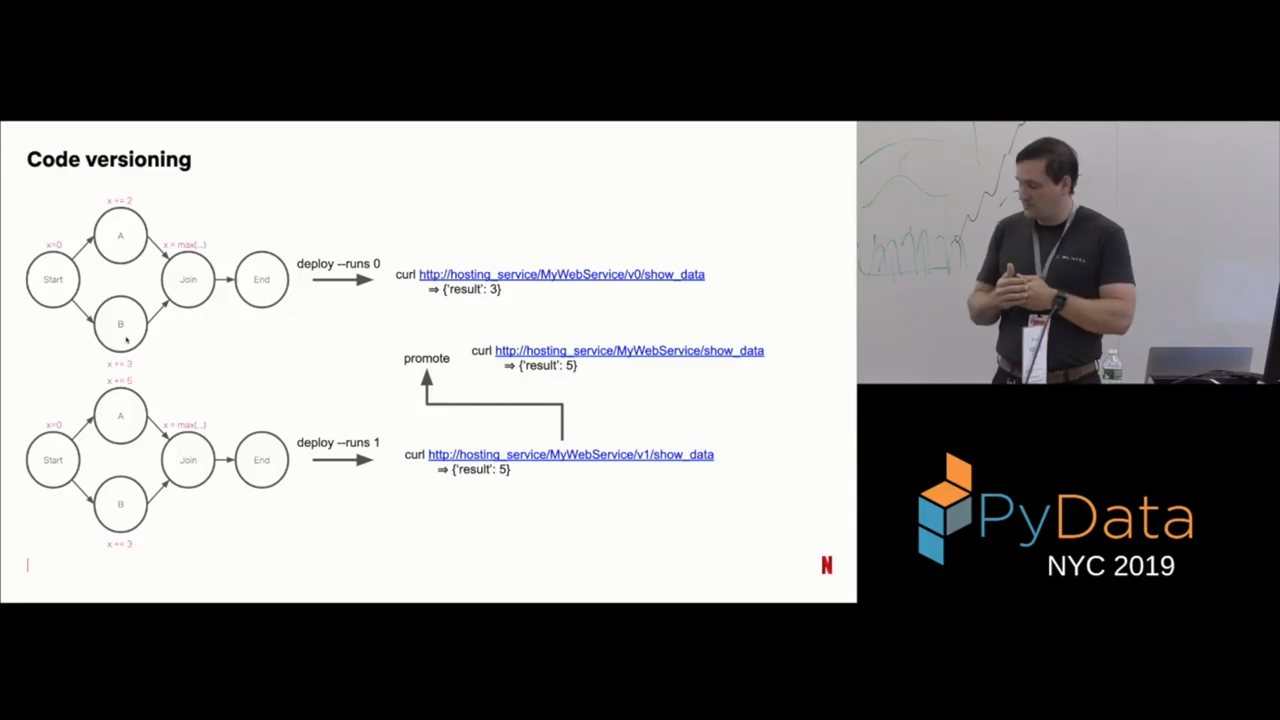 Code versioning
x += 2
A
x=0
x = max(...)
Start
Join
End
B
x += 3
deploy --runs 0
curl http://hosting_service/MyWebService/v0/show_data
⇒ {'result': 3}
promote
curl http://hosting_service/MyWebService/show_data
⇒ {'result': 5}
x += 5
A
x=0
x = max(...)
Start
Join
End
B
x += 3
deploy --runs 1
curl http://hosting_service/MyWebService/v1/show_data
⇒ {'result': 5}
N
PyData
NYC 2019